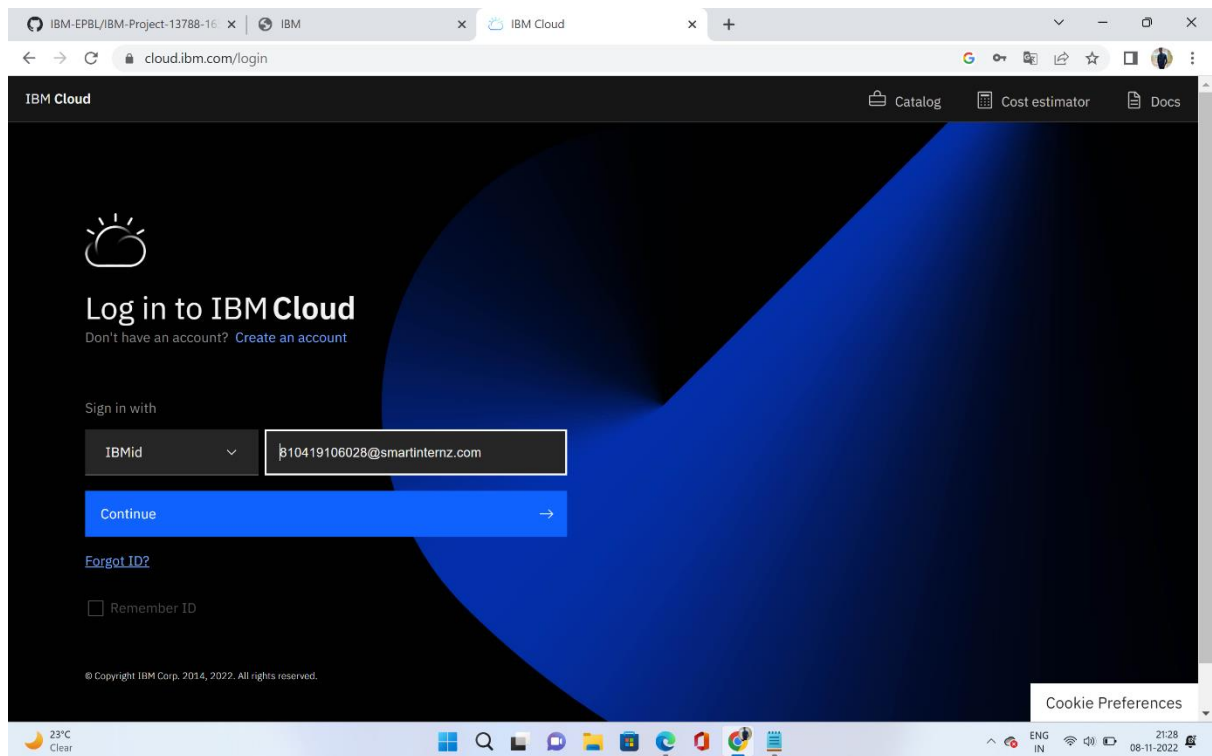 IBM-EPBL/IBM-Project-13788-16
IBM
IBM Cloud
cloud.ibm.com/login
IBM Cloud
Catalog
Cost estimator
Docs
Log in to IBM Cloud
Don't have an account? Create an account
Sign in with
IBMid
810419106028@smartinternz.com
Continue
Forgot ID?
Remember ID
© Copyright IBM Corp. 2014, 2022. All rights reserved.
Cookie Preferences
23°C
Clear
ENG
IN
21:28
08-11-2022